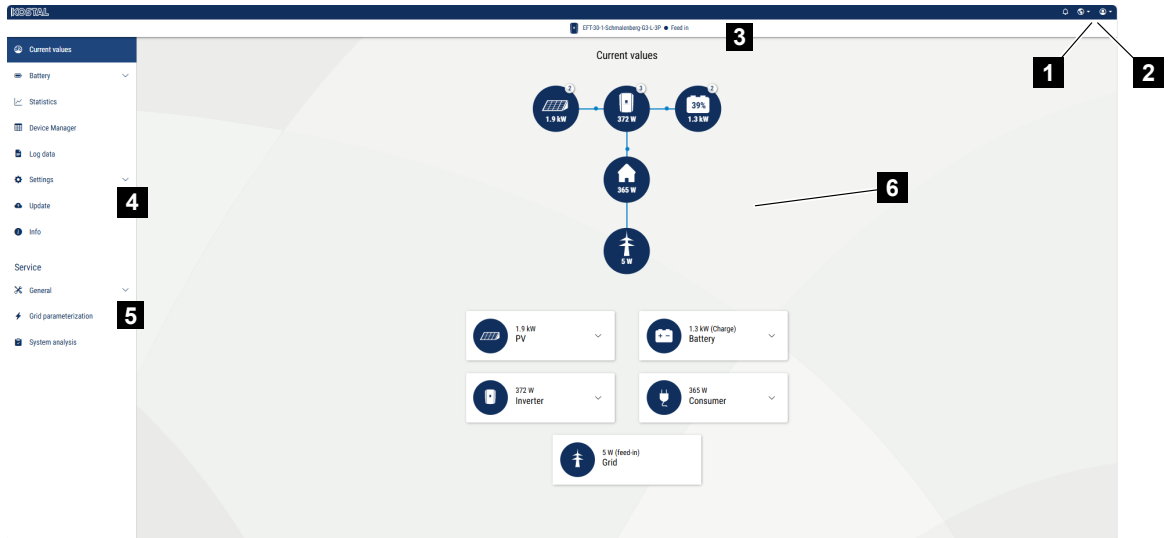 KOSTAL
EFT-30-1-Schmalenberg-G3-L-3P ● Feed in
3
1
2
Current values
Battery
Statistics
Device Manager
Log data
Settings
Update
Info
4
Service
General
Grid parameterization
System analysis
5
Current values
2
1.9 kW
3
372 W
2
39%
1.3 kW
365 W
6
5 W
1.9 kW
PV
1.3 kW (Charge)
Battery
372 W
Inverter
365 W
Consumer
5 W (feed-in)
Grid